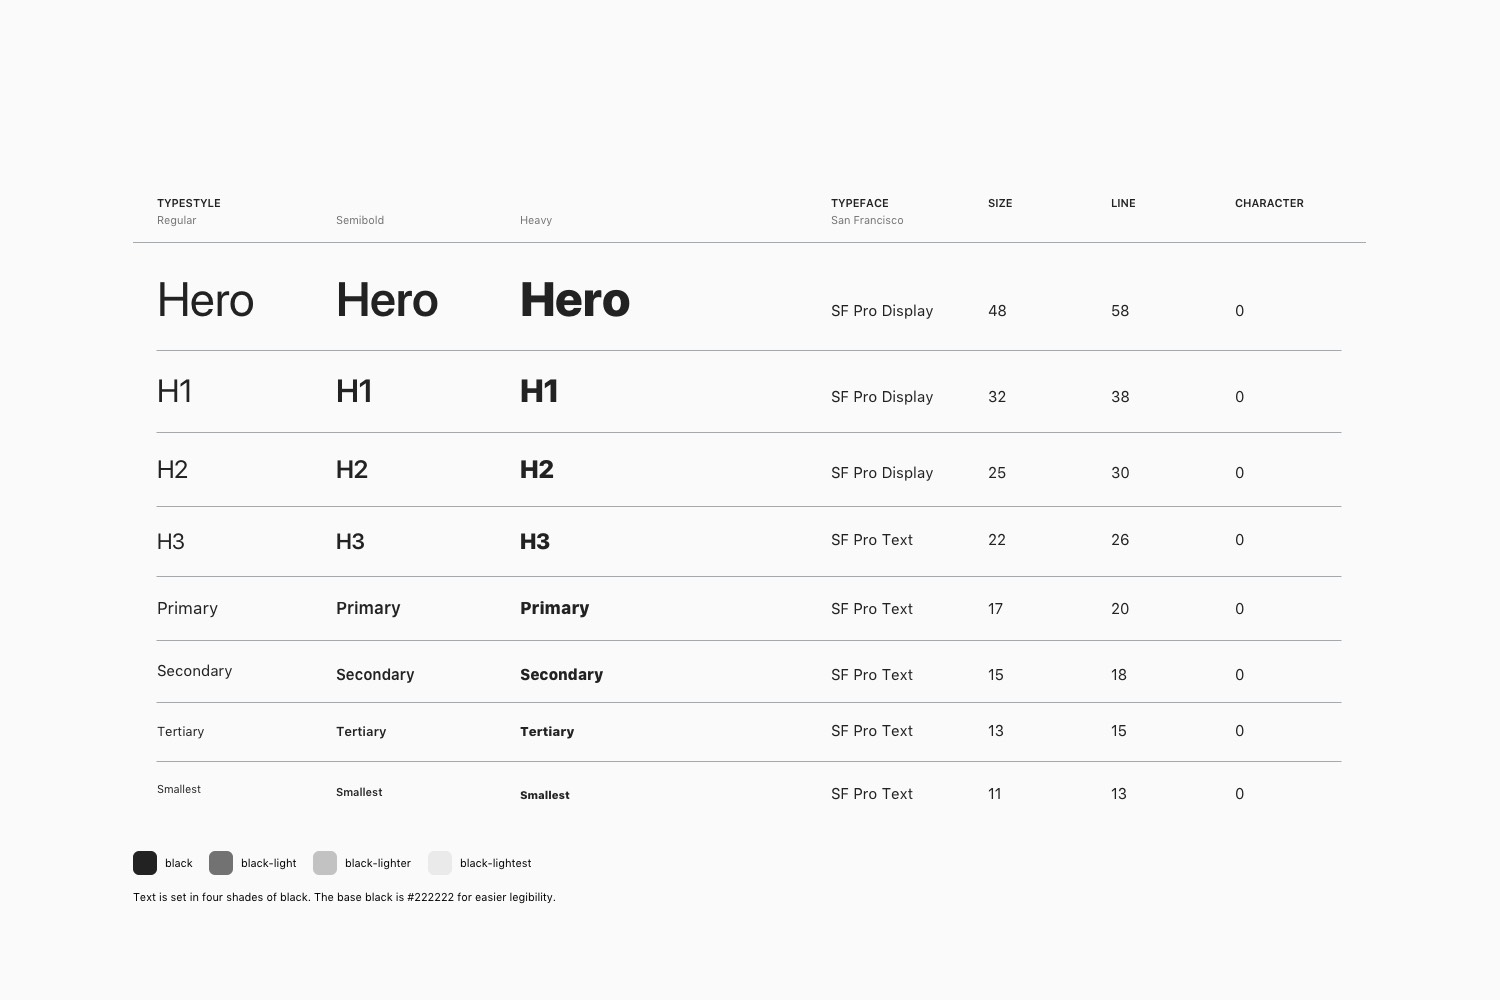 TYPESTYLE TYPEFACE SIZE LINE CHARACTER
Regular Semibold Heavy San Francisco
Hero Hero Hero SF Pro Display 48 58 0
H1 H1 H1 SF Pro Display 32 38 0
H2 H2 H2 SF Pro Display 25 30 0
H3 H3 H3 SF Pro Text 22 26 0
Primary Primary Primary SF Pro Text 17 20 0
Secondary Secondary Secondary SF Pro Text 15 18 0
Tertiary Tertiary Tertiary SF Pro Text 13 15 0
Smallest Smallest Smallest SF Pro Text 11 13 0
black black-light black-lighter black-lightest
Text is set in four shades of black. The base black is #222222 for easier legibility.